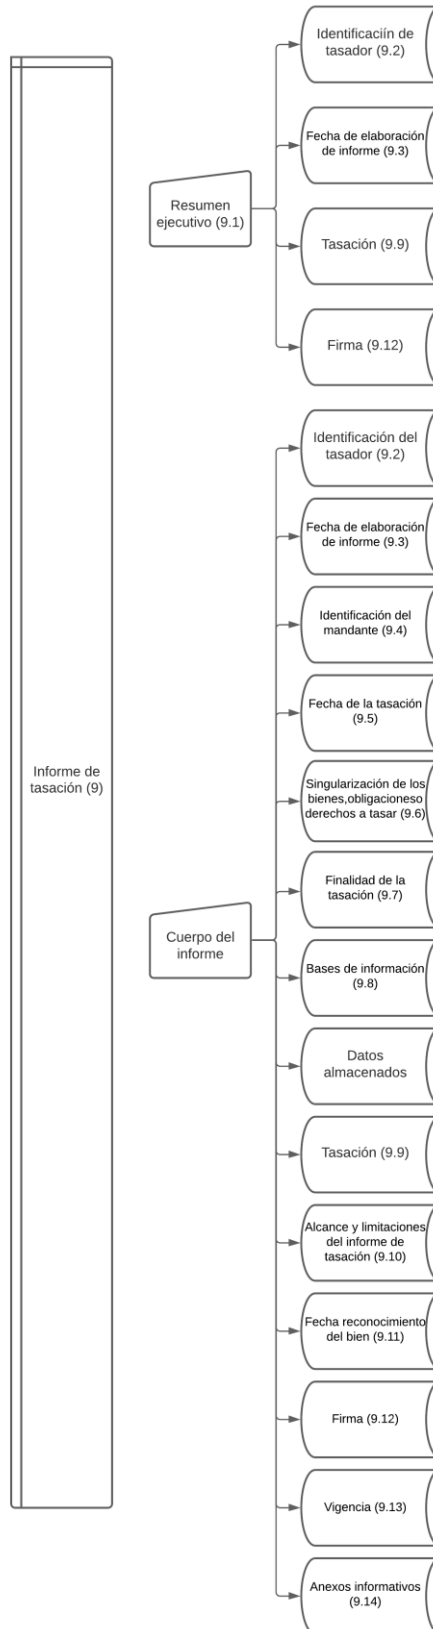 Identificaciín de
tasador (9.2)
Fecha de elaboración
de informe (9.3)
Resumen
ejecutivo (9.1)
Tasación (9.9)
Firma (9.12)
Identificación del
tasador (9.2)
Fecha de elaboración
de informe (9.3)
Identificación del
mandante (9.4)
Fecha de la tasación
(9.5)
Informe de
tasación (9)
Singularización de los
bienes,obligacioneso
derechos a tasar (9.6)
Finalidad de la
tasación (9.7)
Cuerpo del
informe
Bases de información
(9.8)
Datos
almacenados
Tasación (9.9)
Alcance y limitaciones
del informe de
tasación (9.10)
Fecha reconocimiento
del bien (9.11)
Firma (9.12)
Vigencia (9.13)
Anexos informativos
(9.14)